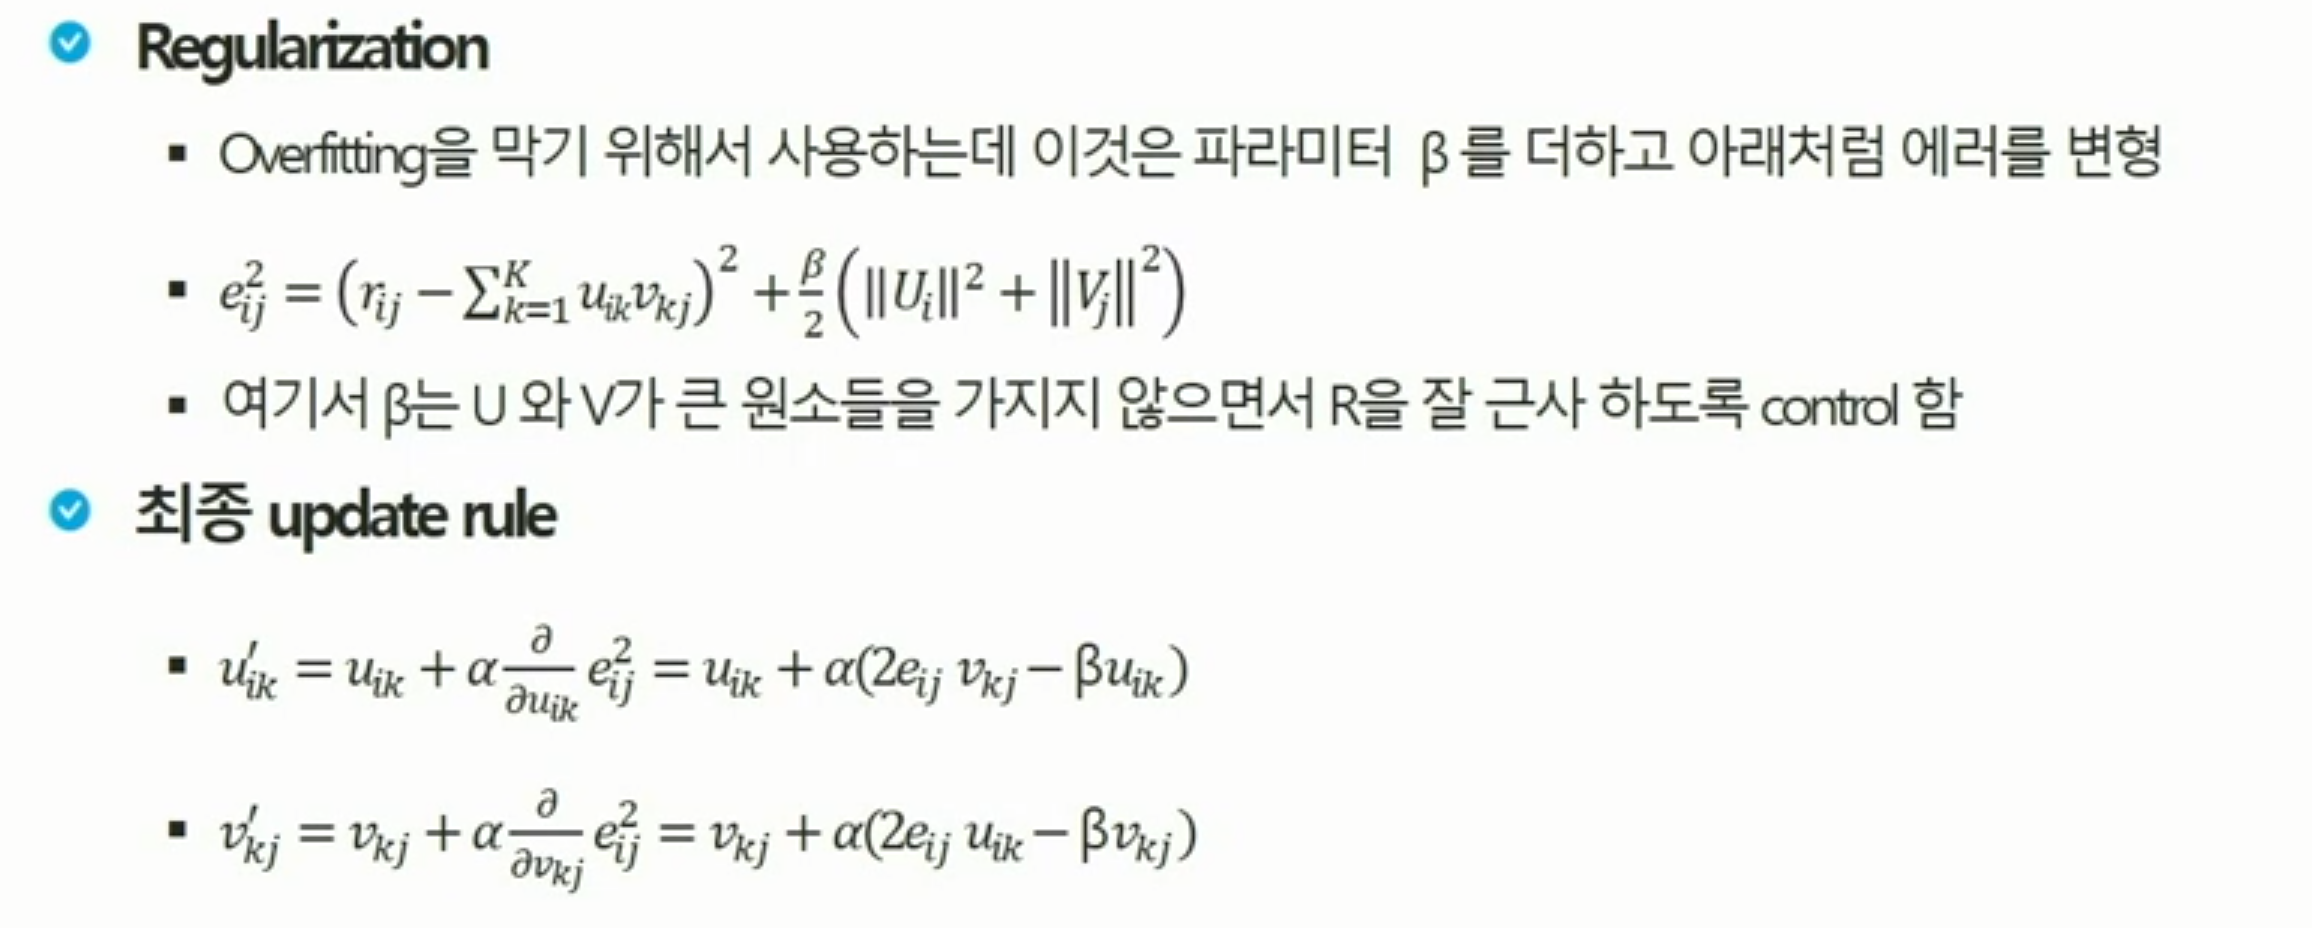 Regularization
▪ Overfitting을 막기 위해서 사용하는데 이것은 파라미터 β 를 더하고 아래처럼 에러를 변형
▪ $e_{ij}^2 = \left(r_{ij} - \sum_{k=1}^{K} u_{ik} v_{kj}\right)^2 + \frac{\beta}{2}\left(\|U_i\|^2 + \|V_j\|^2\right)$
▪ 여기서 β는 U 와 V가 큰 원소들을 가지지 않으면서 R을 잘 근사 하도록 control 함
최종 update rule
▪ $u'_{ik} = u_{ik} + \alpha \frac{\partial}{\partial u_{ik}} e_{ij}^2 = u_{ik} + \alpha(2e_{ij} v_{kj} - \beta u_{ik})$
▪ $v'_{kj} = v_{kj} + \alpha \frac{\partial}{\partial v_{kj}} e_{ij}^2 = v_{kj} + \alpha(2e_{ij} u_{ik} - \beta v_{kj})$